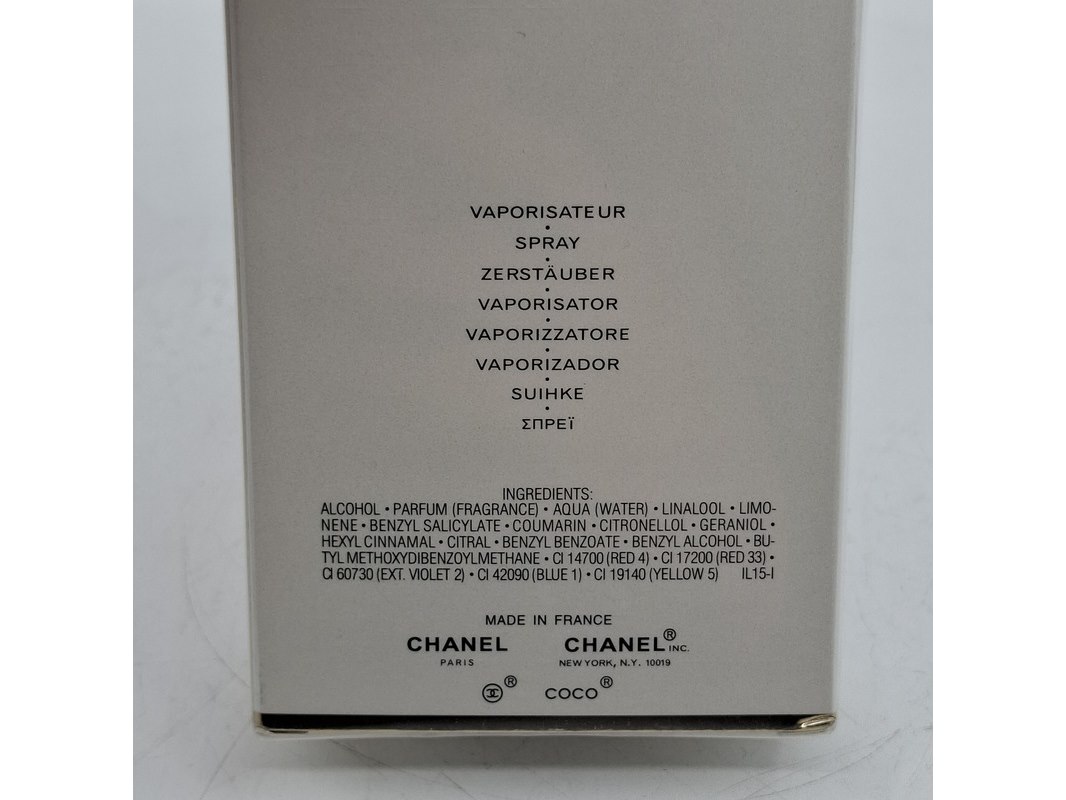 VAPORISATEUR
•
SPRAY
•
ZERSTÄUBER
•
VAPORISATOR
•
VAPORIZZATORE
•
VAPORIZADOR
•
SUIHKE
•
ΣΠΡΕΪ
INGREDIENTS:
ALCOHOL • PARFUM (FRAGRANCE) • AQUA (WATER) • LINALOOL • LIMO-
NENE • BENZYL SALICYLATE • COUMARIN • CITRONELLOL • GERANIOL •
HEXYL CINNAMAL • CITRAL • BENZYL BENZOATE • BENZYL ALCOHOL • BU-
TYL METHOXYDIBENZOYLMETHANE • CI 14700 (RED 4) • CI 17200 (RED 33) •
CI 60730 (EXT. VIOLET 2) • CI 42090 (BLUE 1) • CI 19140 (YELLOW 5) IL15-I
MADE IN FRANCE
CHANEL CHANEL® INC.
PARIS NEW YORK, N.Y. 10019
® COCO®